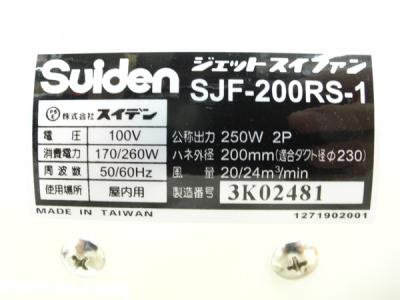 Suiden
ジェットスイファン
SJF-200RS-1
株式会社 スイデン
電圧 100V
公称出力 250W 2P
消費電力 170/260W
ハネ外径 200mm(適合ダクト径φ230)
周波数 50/60Hz
風量 20/24m³/min
使用場所 屋内用
製造番号 3K02481
MADE IN TAIWAN
1271902001